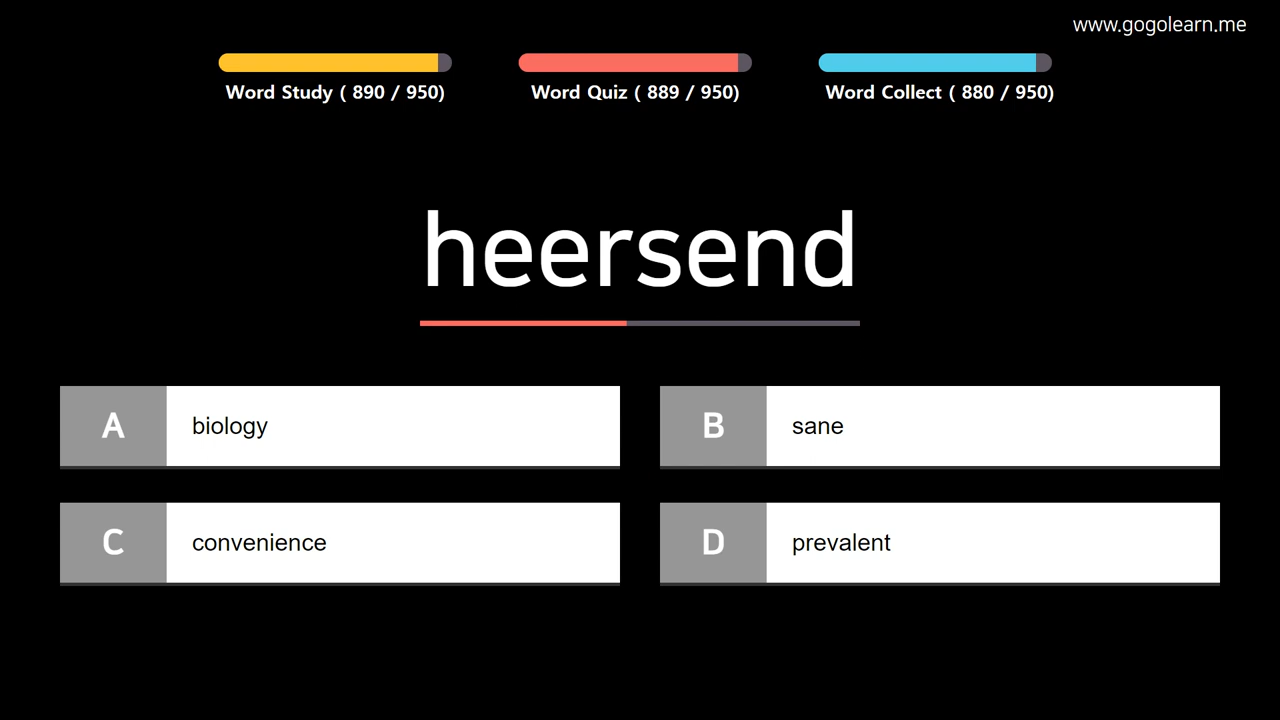 www.gogolearn.me
Word Study ( 890 / 950)
Word Quiz ( 889 / 950)
Word Collect ( 880 / 950)
heersend
A biology
B sane
C convenience
D prevalent